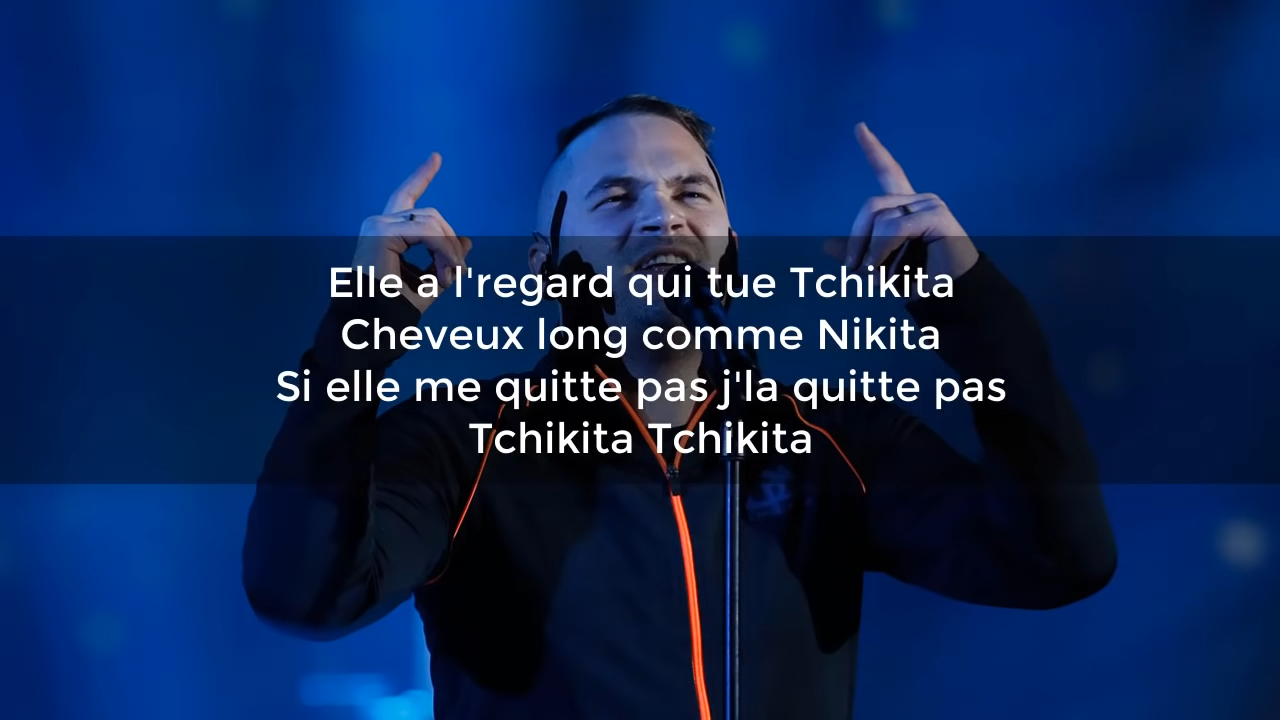 Elle a l'regard qui tue Tchikita
Cheveux long comme Nikita
Si elle me quitte pas j'la quitte pas
Tchikita Tchikita